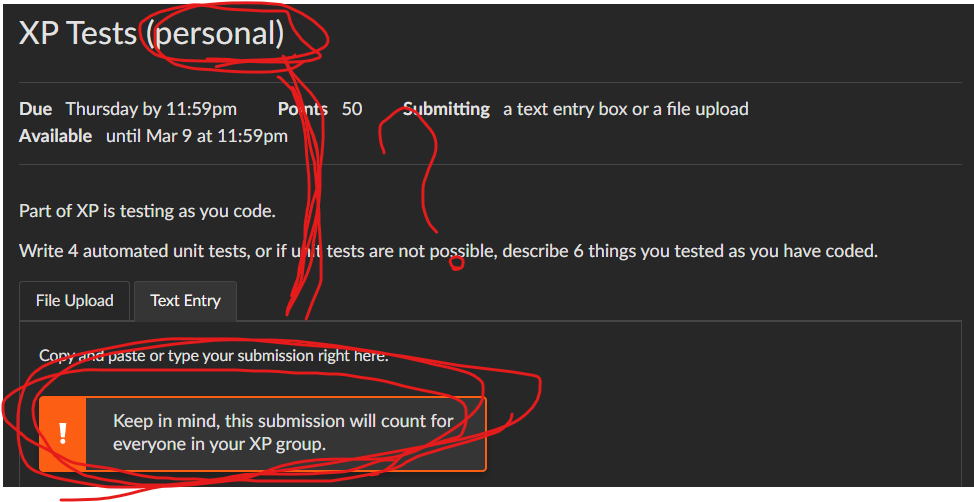 XP Tests (personal)
Due Thursday by 11:59pm Points 50 Submitting a text entry box or a file upload
Available until Mar 9 at 11:59pm
Part of XP is testing as you code.
Write 4 automated unit tests, or if unit tests are not possible, describe 6 things you tested as you have coded.
File Upload Text Entry
Copy and paste or type your submission right here.
! Keep in mind, this submission will count for
everyone in your XP group.
?